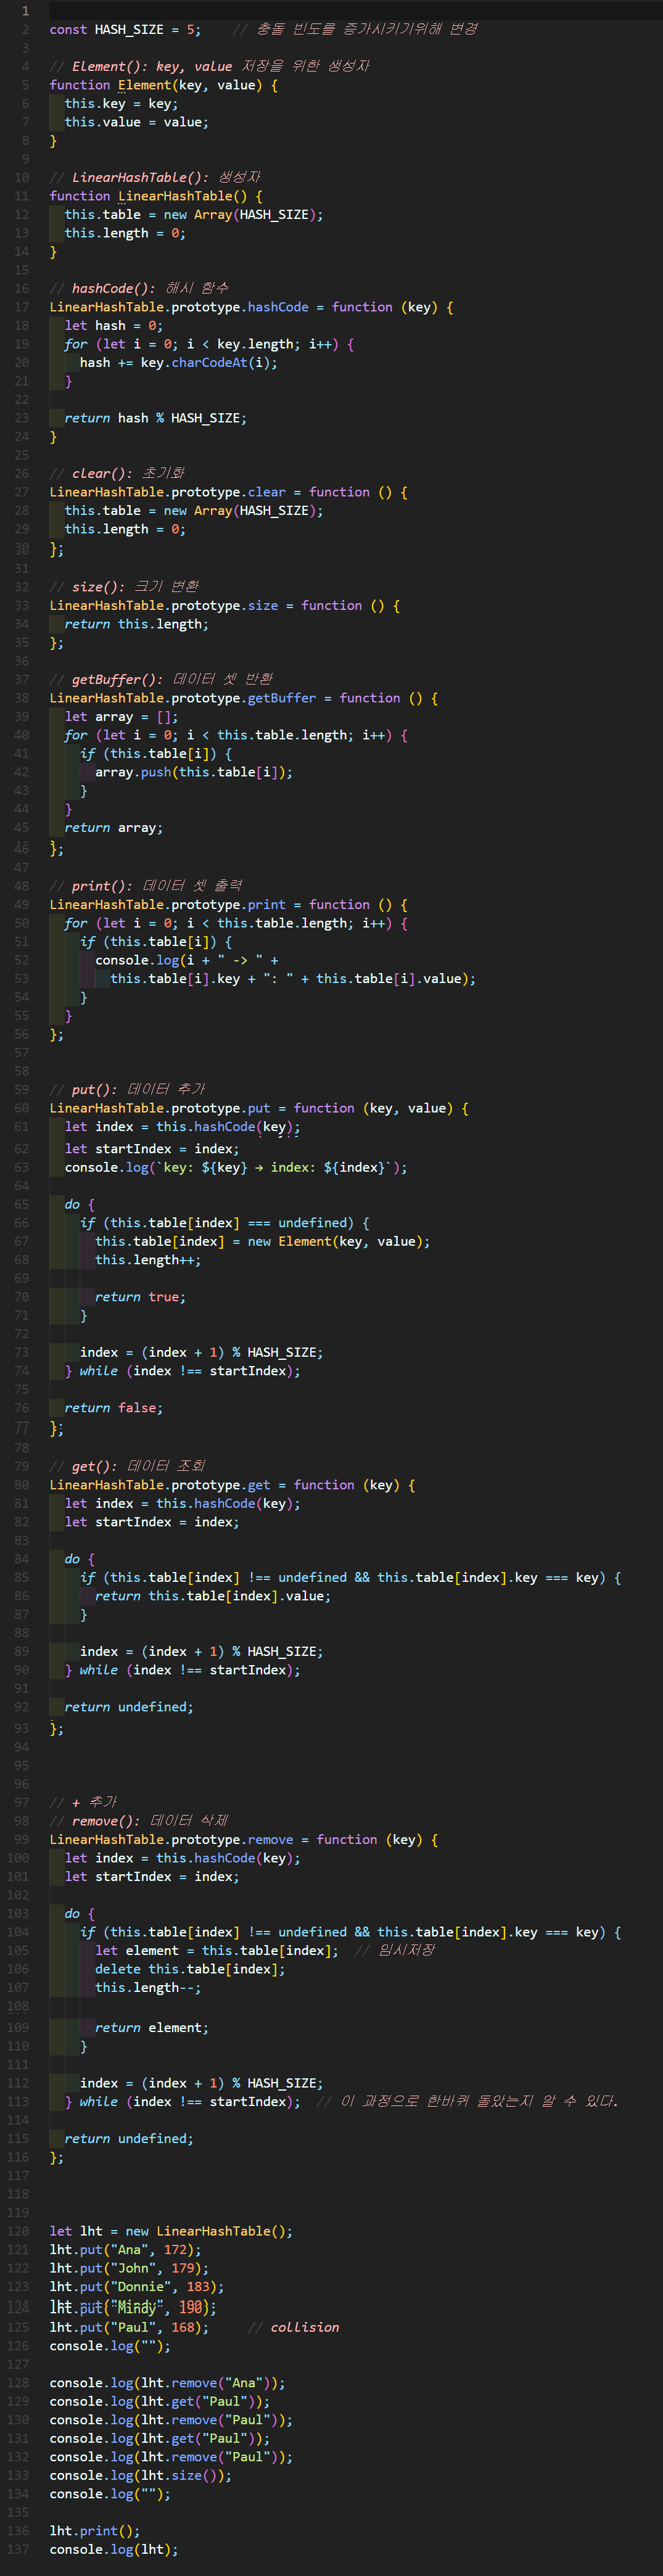 1
2 const HASH_SIZE = 5;    // 충돌 빈도를 증가시키기위해 변경
3
4 // Element(): key, value 저장을 위한 생성자
5 function Element(key, value) {
6   this.key = key;
7   this.value = value;
8 }
9
10 // LinearHashTable(): 생성자
11 function LinearHashTable() {
12   this.table = new Array(HASH_SIZE);
13   this.length = 0;
14 }
15
16 // hashCode(): 해시 함수
17 LinearHashTable.prototype.hashCode = function (key) {
18   let hash = 0;
19   for (let i = 0; i < key.length; i++) {
20     hash += key.charCodeAt(i);
21   }
22
23   return hash % HASH_SIZE;
24 }
25
26 // clear(): 초기화
27 LinearHashTable.prototype.clear = function () {
28   this.table = new Array(HASH_SIZE);
29   this.length = 0;
30 };
31
32 // size(): 크기 변환
33 LinearHashTable.prototype.size = function () {
34   return this.length;
35 };
36
37 // getBuffer(): 데이터 셋 반환
38 LinearHashTable.prototype.getBuffer = function () {
39   let array = [];
40   for (let i = 0; i < this.table.length; i++) {
41     if (this.table[i]) {
42       array.push(this.table[i]);
43     }
44   }
45   return array;
46 };
47
48 // print(): 데이터 셋 출력
49 LinearHashTable.prototype.print = function () {
50   for (let i = 0; i < this.table.length; i++) {
51     if (this.table[i]) {
52       console.log(i + " -> " +
53         this.table[i].key + ": " + this.table[i].value);
54     }
55   }
56 };
57
58
59 // put(): 데이터 추가
60 LinearHashTable.prototype.put = function (key, value) {
61   let index = this.hashCode(key);
62   let startIndex = index;
63   console.log(`key: ${key} → index: ${index}`);
64
65   do {
66     if (this.table[index] === undefined) {
67       this.table[index] = new Element(key, value);
68       this.length++;
69
70       return true;
71     }
72
73     index = (index + 1) % HASH_SIZE;
74   } while (index !== startIndex);
75
76   return false;
77 };
78
79 // get(): 데이터 조회
80 LinearHashTable.prototype.get = function (key) {
81   let index = this.hashCode(key);
82   let startIndex = index;
83
84   do {
85     if (this.table[index] !== undefined && this.table[index].key === key) {
86       return this.table[index].value;
87     }
88
89     index = (index + 1) % HASH_SIZE;
90   } while (index !== startIndex);
91
92   return undefined;
93 };
94
95
96
97 // + 추가
98 // remove(): 데이터 삭제
99 LinearHashTable.prototype.remove = function (key) {
100   let index = this.hashCode(key);
101   let startIndex = index;
102
103   do {
104     if (this.table[index] !== undefined && this.table[index].key === key) {
105       let element = this.table[index];  // 임시저장
106       delete this.table[index];
107       this.length--;
108
109       return element;
110     }
111
112     index = (index + 1) % HASH_SIZE;
113   } while (index !== startIndex);  // 이 과정으로 한바퀴 돌았는지 알 수 있다.
114
115   return undefined;
116 };
117
118
119
120 let lht = new LinearHashTable();
121 lht.put("Ana", 172);
122 lht.put("John", 179);
123 lht.put("Donnie", 183);
124 lht.put("Mindy", 190);
125 lht.put("Paul", 168);     // collision
126 console.log("");
127
128 console.log(lht.remove("Ana"));
129 console.log(lht.get("Paul"));
130 console.log(lht.remove("Paul"));
131 console.log(lht.get("Paul"));
132 console.log(lht.remove("Paul"));
133 console.log(lht.size());
134 console.log("");
135
136 lht.print();
137 console.log(lht);